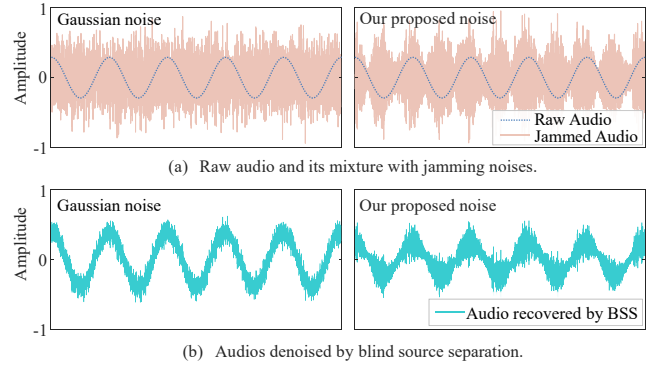 Gaussian noise
Our proposed noise
1
0
-1
Amplitude
Raw Audio
Jammed Audio
(a) Raw audio and its mixture with jamming noises.
Gaussian noise
Our proposed noise
1
0
-1
Amplitude
Audio recovered by BSS
(b) Audios denoised by blind source separation.